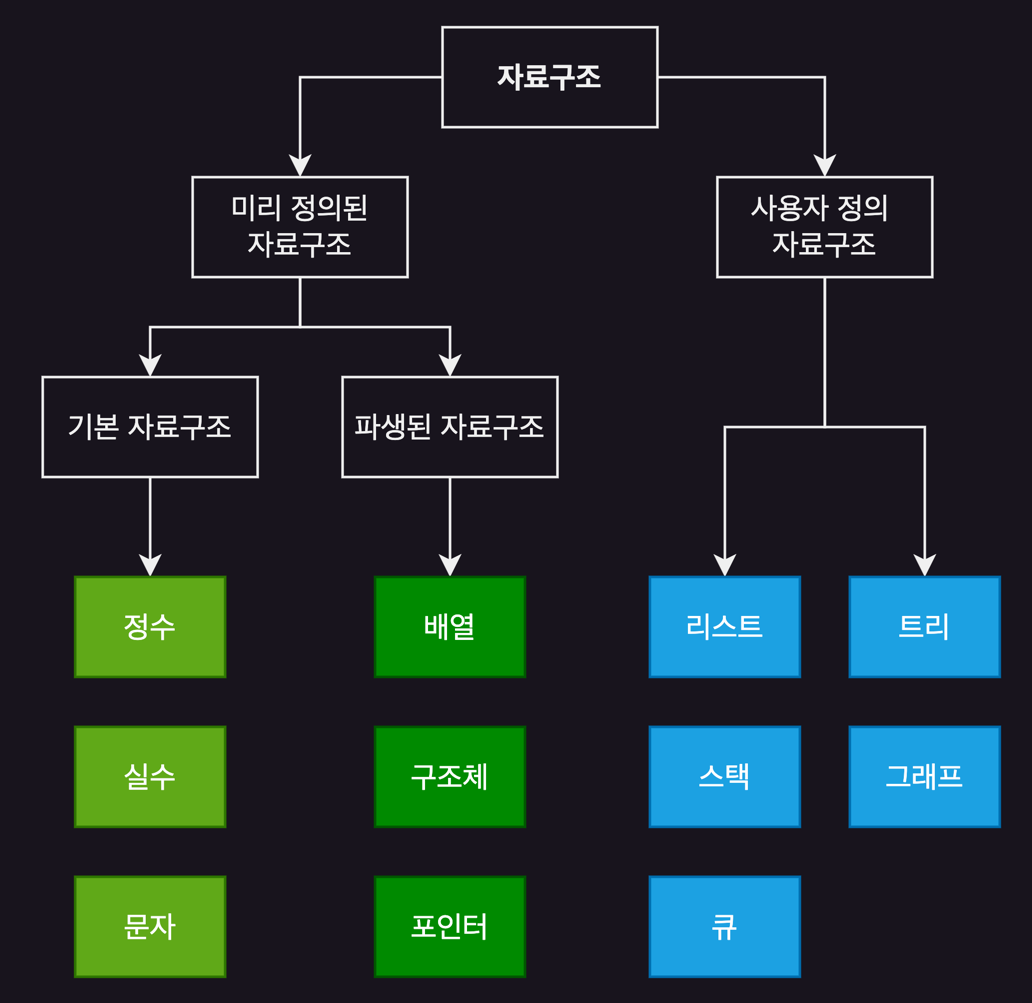 자료구조
미리 정의된
자료구조
사용자 정의
자료구조
기본 자료구조
파생된 자료구조
정수
배열
리스트
트리
실수
구조체
스택
그래프
문자
포인터
큐